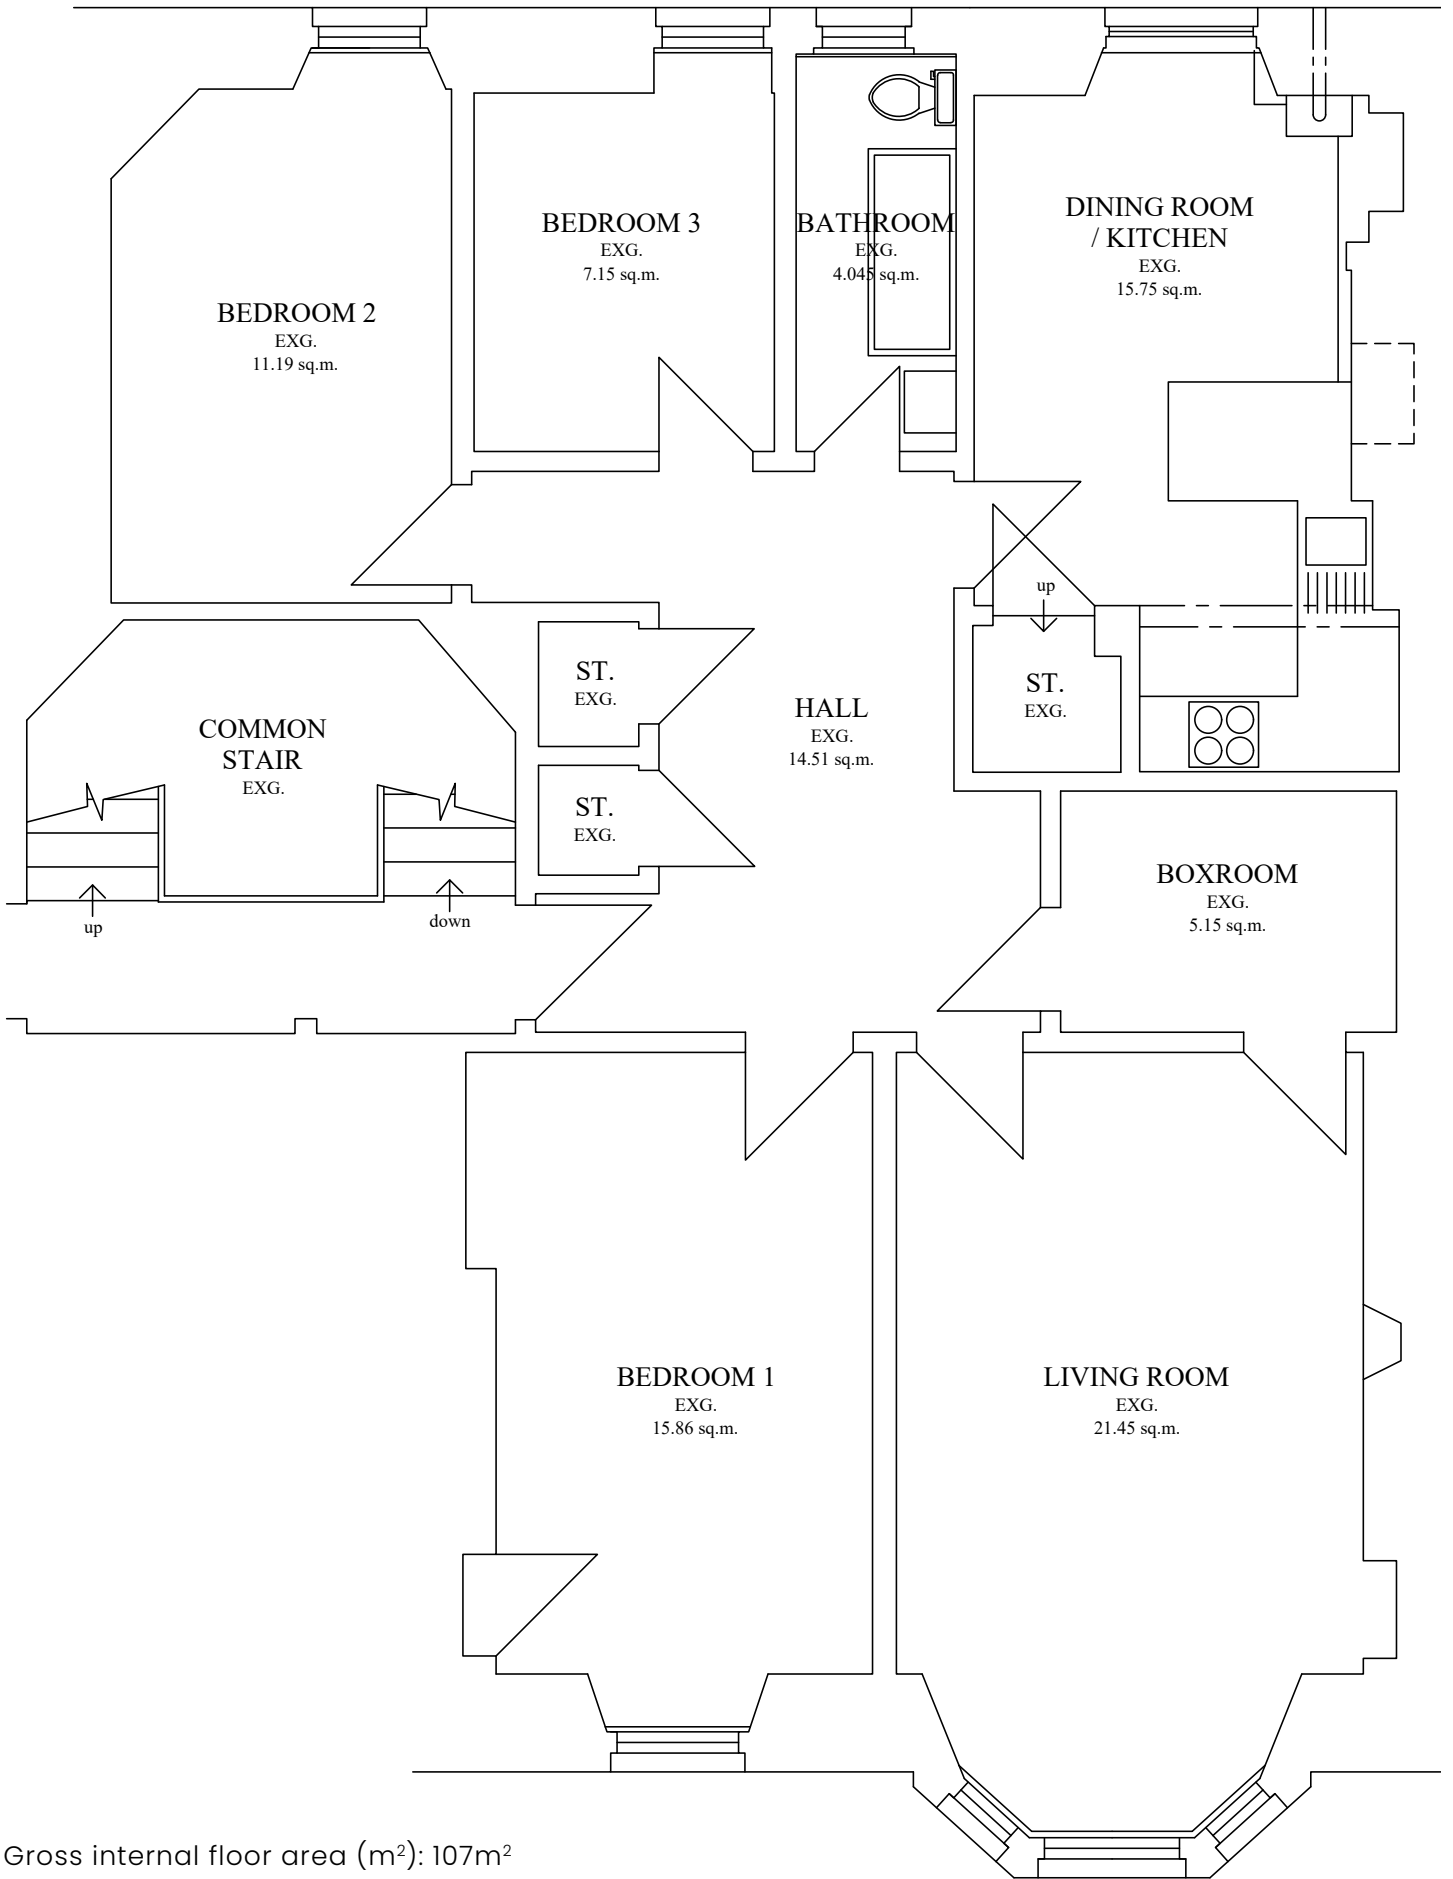 BEDROOM 2
EXG.
11.19 sq.m.
BEDROOM 3
EXG.
7.15 sq.m.
BATHROOM
EXG.
4.045 sq.m.
DINING ROOM
/ KITCHEN
EXG.
15.75 sq.m.
up
ST.
EXG.
ST.
EXG.
HALL
EXG.
14.51 sq.m.
ST.
EXG.
COMMON
STAIR
EXG.
up
down
BOXROOM
EXG.
5.15 sq.m.
BEDROOM 1
EXG.
15.86 sq.m.
LIVING ROOM
EXG.
21.45 sq.m.
Gross internal floor area (m²): 107m²